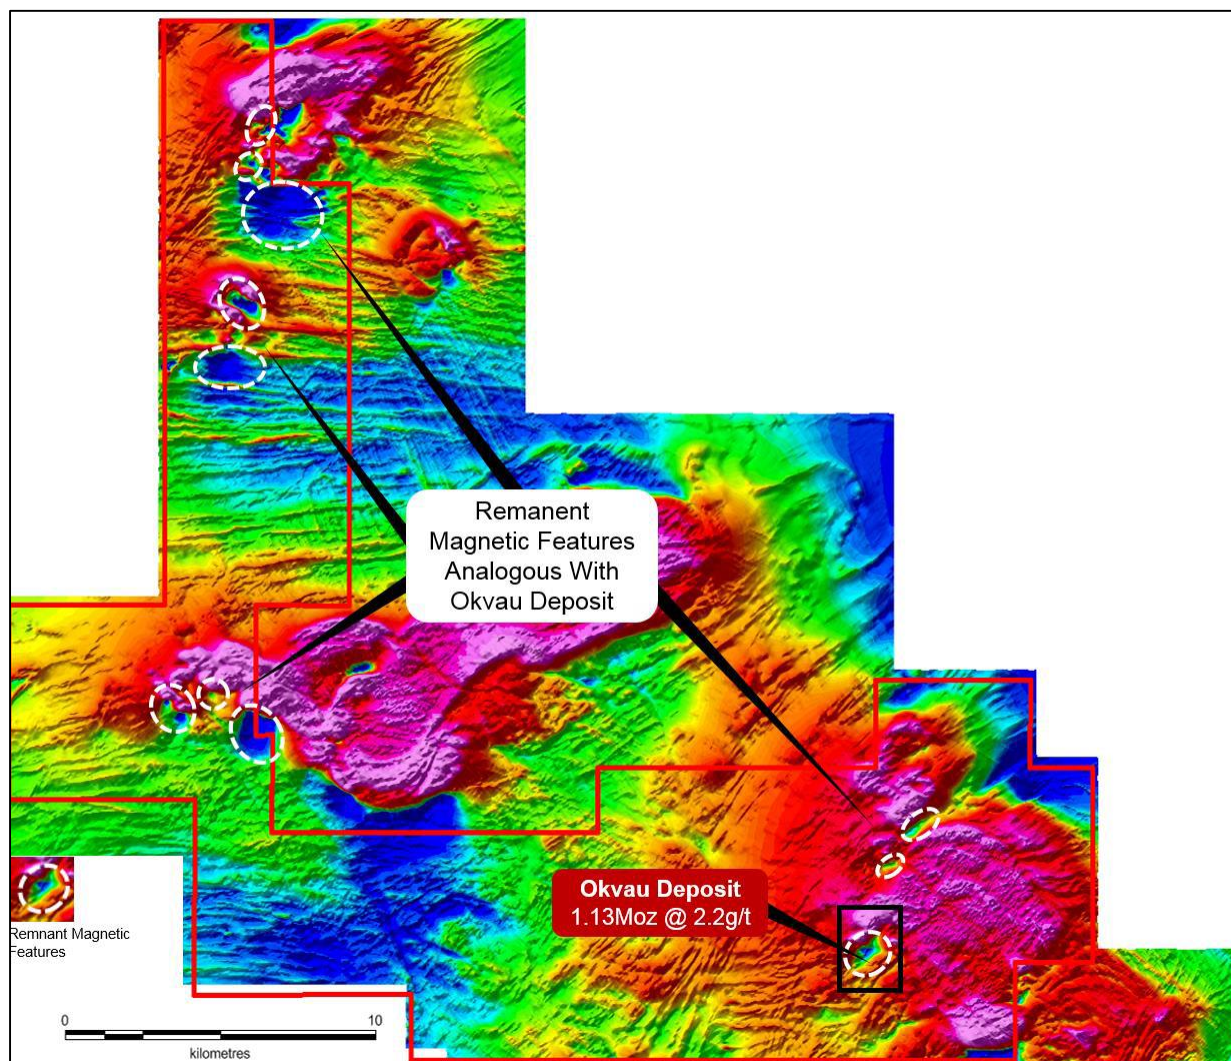 Remanent
Magnetic Features
Analogous With
Okvau Deposit
Okvau Deposit
1.13Moz @ 2.2g/t
Remnant Magnetic
Features
0
10
kilometres